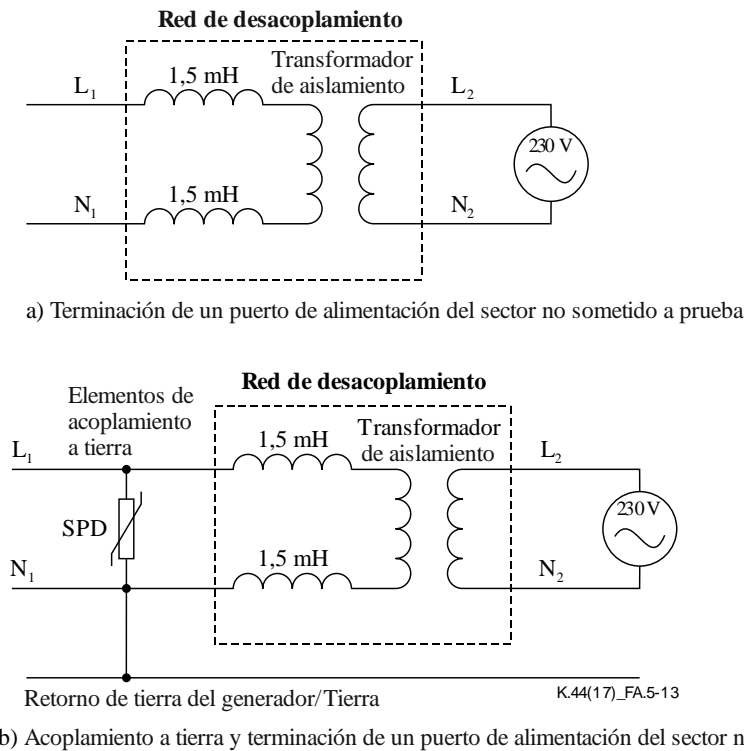 Red de desacoplamiento
Transformador
de aislamiento
1,5 mH
L1
L2
230 V
1,5 mH
N1
N2
a) Terminación de un puerto de alimentación del sector no sometido a prueba
Red de desacoplamiento
Elementos de
acoplamiento
a tierra
Transformador
de aislamiento
1,5 mH
L1
L2
SPD
230 V
1,5 mH
N1
N2
Retorno de tierra del generador/Tierra
K.44(17)_FA.5-13
b) Acoplamiento a tierra y terminación de un puerto de alimentación del sector n